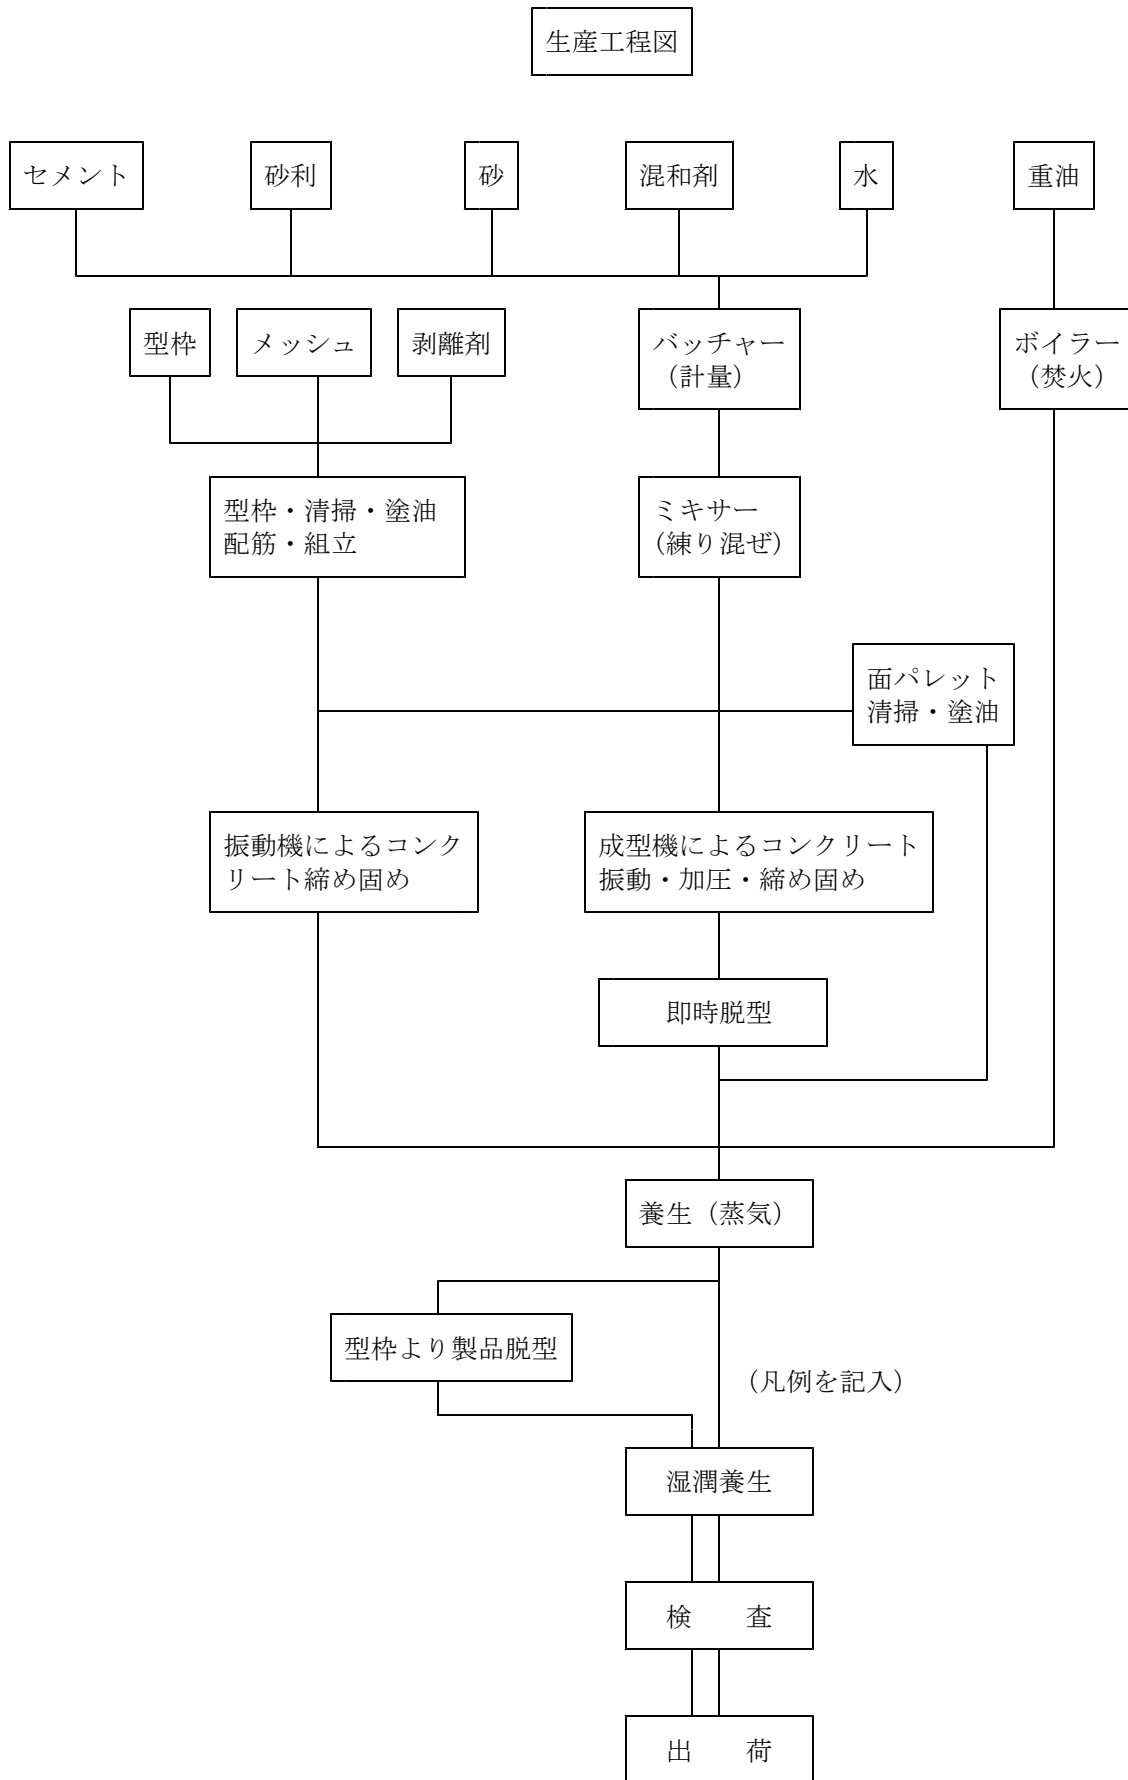 生産工程図
セメント
砂利
砂
混和剤
水
重油
型枠
メッシュ
剥離剤
バッチャー
（計量）
ボイラー
（焚火）
型枠・清掃・塗油
配筋・組立
ミキサー
（練り混ぜ）
面パレット
清掃・塗油
振動機によるコンク
リート締め固め
成型機によるコンクリート
振動・加圧・締め固め
即時脱型
養生（蒸気）
型枠より製品脱型
（凡例を記入）
湿潤養生
検　　査
出　　荷